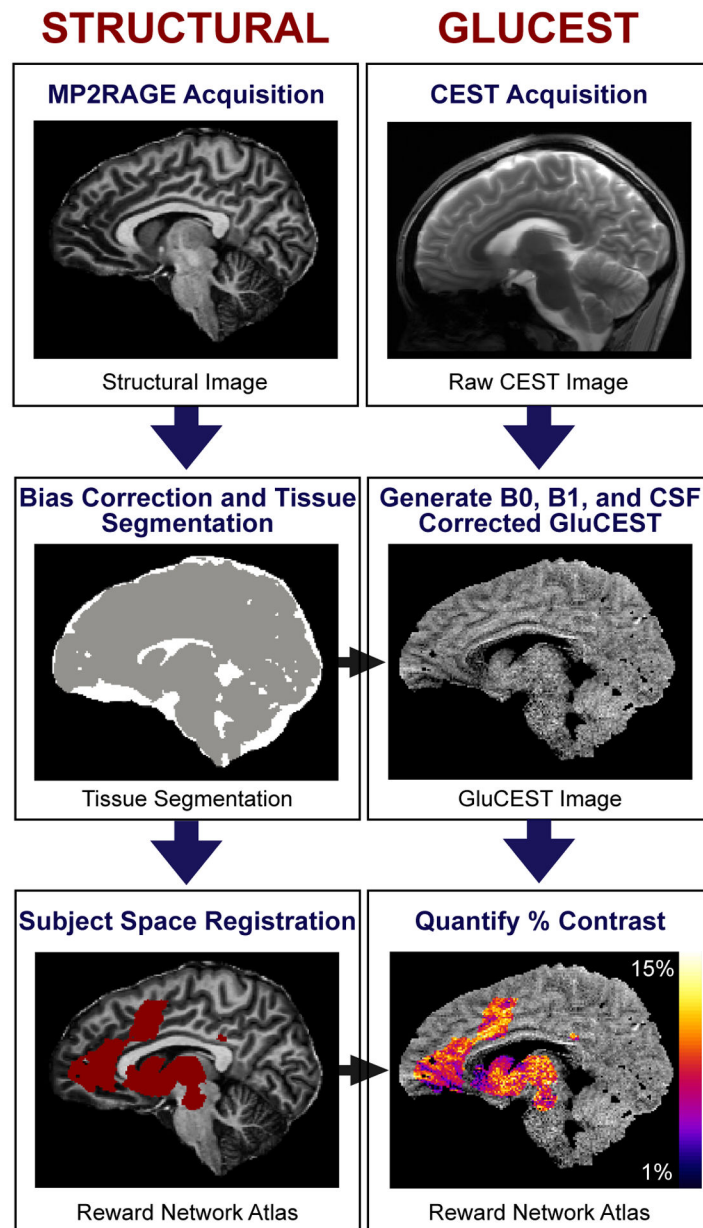 STRUCTURAL
GLUCEST
MP2RAGE Acquisition
Structural Image
CEST Acquisition
Raw CEST Image
Bias Correction and Tissue
Segmentation
Tissue Segmentation
Generate B0, B1, and CSF
Corrected GluCEST
GluCEST Image
Subject Space Registration
Reward Network Atlas
Quantify % Contrast
15%
1%
Reward Network Atlas